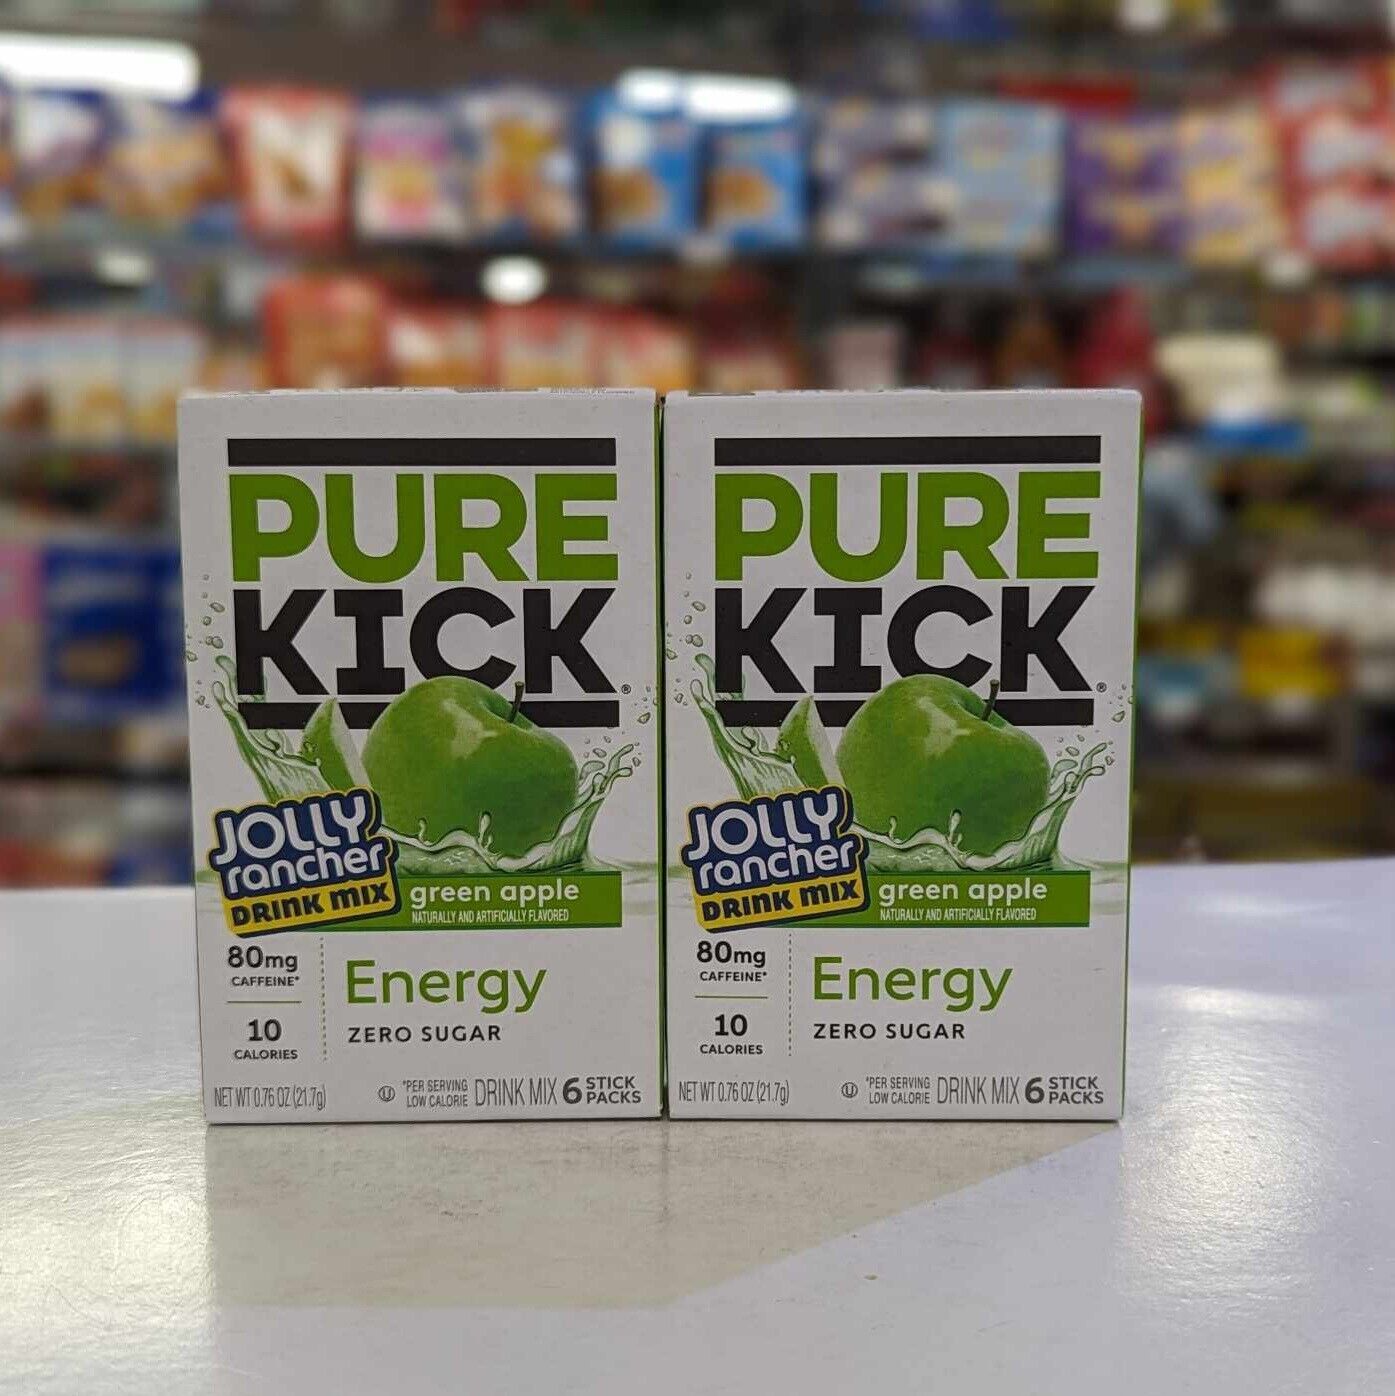 PURE
KICK®
JOLLY
rancher
DRINK MIX
green apple
NATURALLY AND ARTIFICIALLY FLAVORED
80mg
CAFFEINE*
10
CALORIES
Energy
ZERO SUGAR
NET WT 0.76 OZ (21.7g)
U
*PER SERVING
LOW CALORIE
DRINK MIX 6 STICK
PACKS
PURE
KICK®
JOLLY
rancher
DRINK MIX
green apple
NATURALLY AND ARTIFICIALLY FLAVORED
80mg
CAFFEINE*
10
CALORIES
Energy
ZERO SUGAR
NET WT 0.76 OZ (21.7g)
U
*PER SERVING
LOW CALORIE
DRINK MIX 6 STICK
PACKS